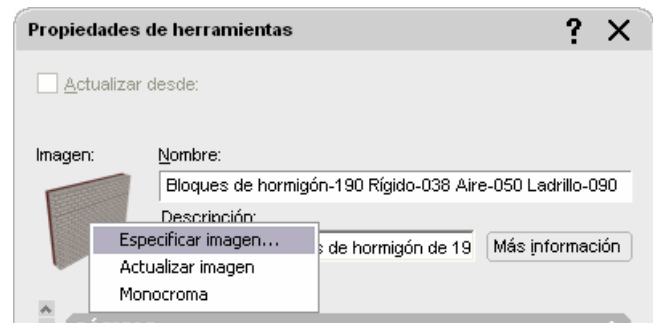 Propiedades de herramientas
Actualizar desde:
Imagen:
Nombre:
Bloques de hormigón-190 Rígido-038 Aire-050 Ladrillo-090
Descripción:
Especificar imagen...
s de hormigón de 19
Más información
Actualizar imagen
Monocroma